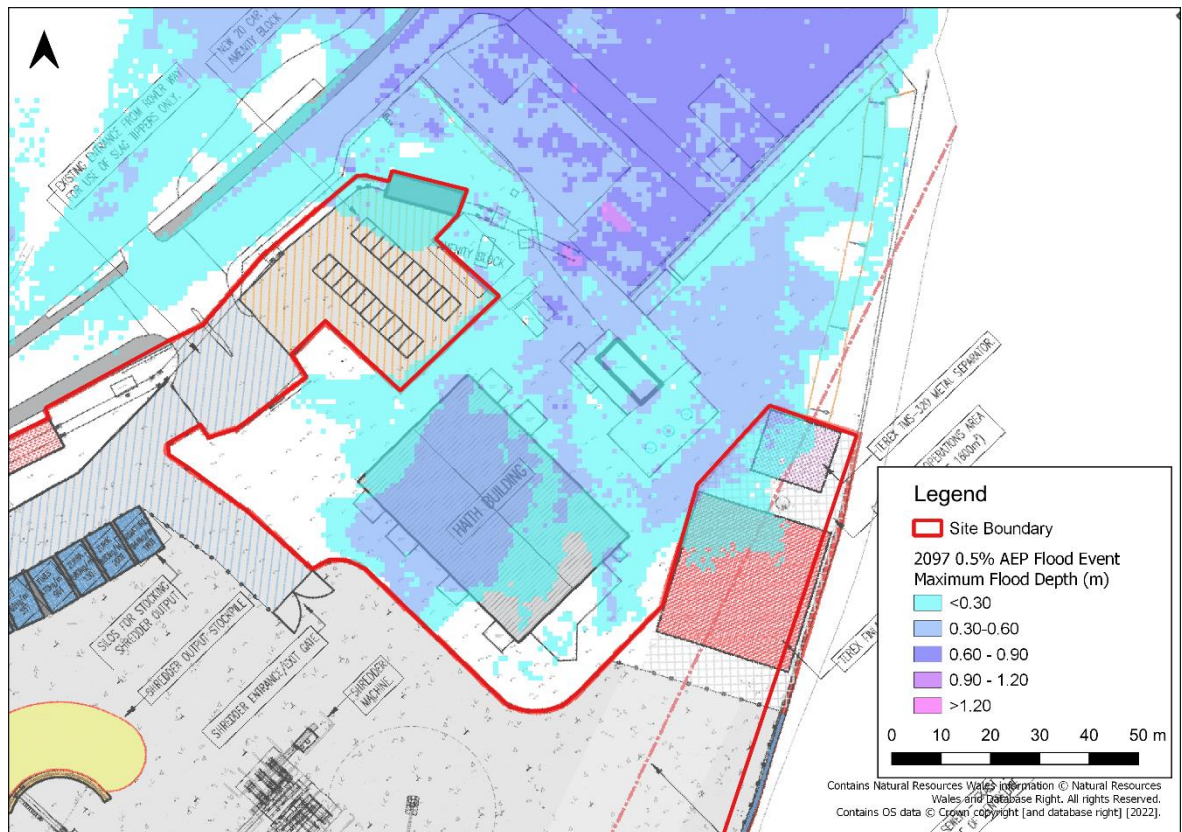 NEW 20 CAR
AMENITY BLOCK
EXISTING ENTRANCE FROM ROVER WAY
FOR USE OF SLAG TIPPERS ONLY.
AMENITY BLOCK
HAITH BUILDING
TEREX TMS-320 METAL SEPARATOR.
OPERATIONS AREA
1600m²)
TEREX
SILOS FOR STOCKING
SHREDDER OUTPUT
SHREDDER OUTPUT STOCKPILE
SHREDDER ENTRANCE/EXIT GATE
SHREDDER
MACHINE
Legend
Site Boundary
2097 0.5% AEP Flood Event
Maximum Flood Depth (m)
<0.30
0.30-0.60
0.60 - 0.90
0.90 - 1.20
>1.20
0 10 20 30 40 50 m
Contains Natural Resources Wales information © Natural Resources
Wales and Database Right. All rights Reserved.
Contains OS data © Crown copyright [and database right] [2022].